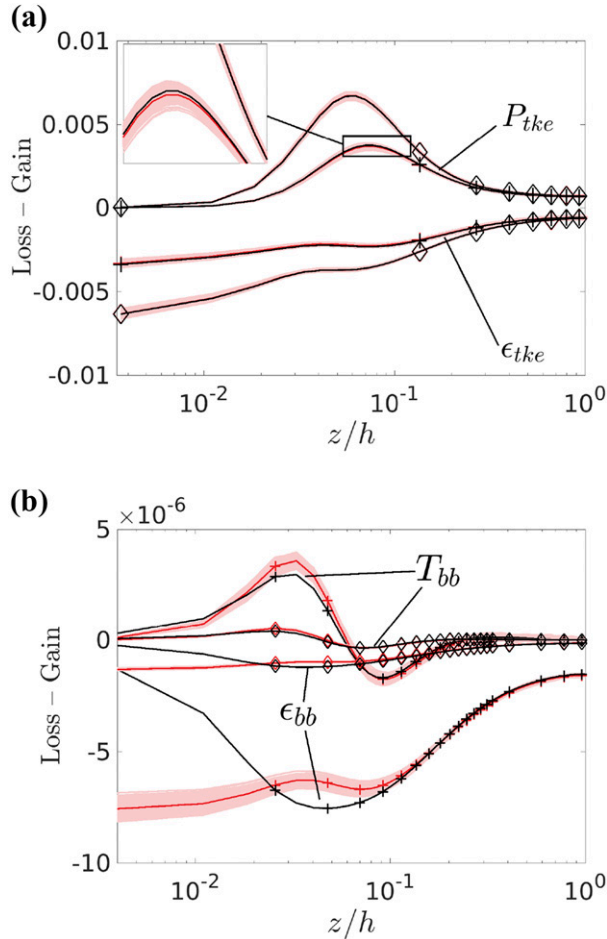 (a)
0.01
0.005
0
-0.005
-0.01
Loss – Gain
P_{tke}
ϵ_{tke}
10^{-2} 10^{-1} 10^{0}
z/h
(b)
×10^{-6}
5
0
-5
-10
Loss – Gain
T_{bb}
ϵ_{bb}
10^{-2} 10^{-1} 10^{0}
z/h